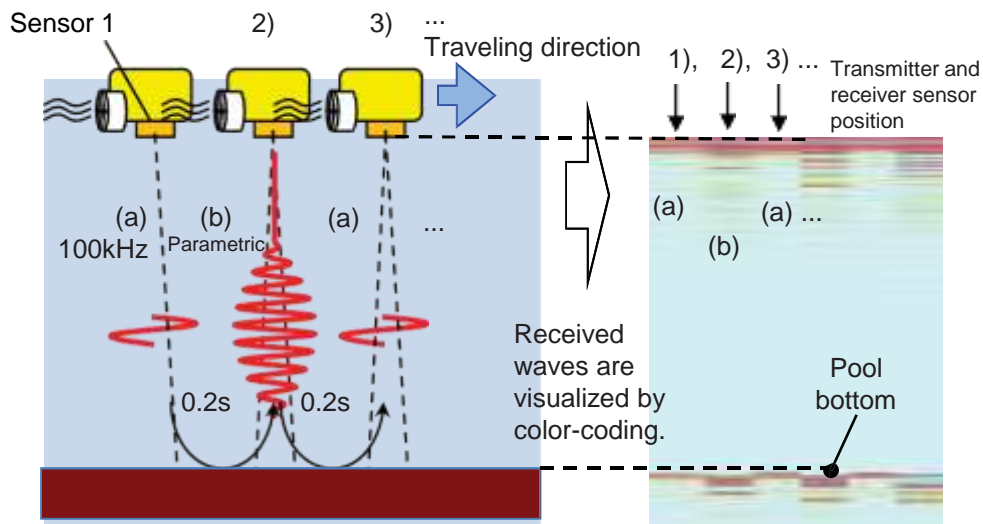 Sensor 1
2)
3)
...
Traveling direction
(a)
100kHz
(b)
Parametric
(a)
...
0.2s
0.2s
Received
waves are
visualized by
color-coding.
1), 2), 3) ...
Transmitter and
receiver sensor
position
(a)
(b)
(a) ...
Pool
bottom